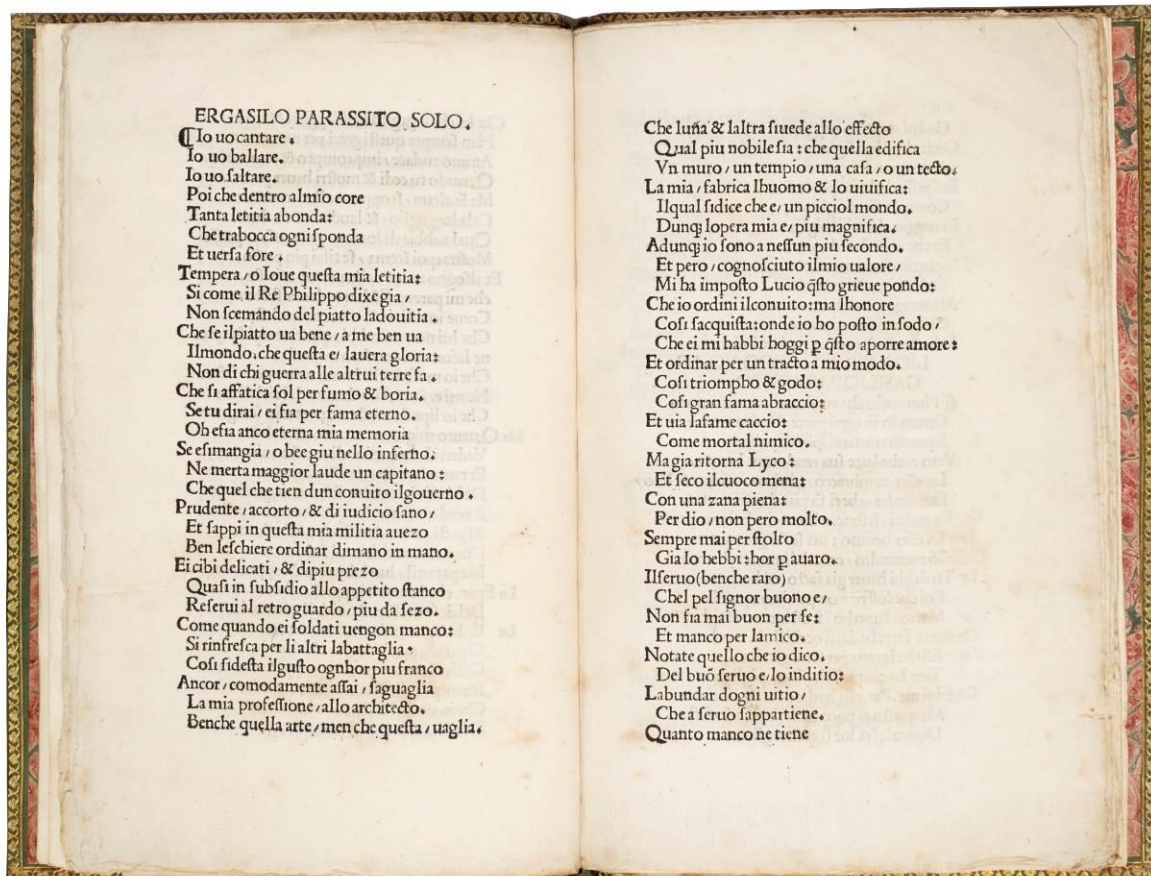 ERGASILO PARASSITO SOLO.
⸿Io uo cantare.
Io uo ballare.
Io uo ſaltare.
Poi che dentro almio core
Tanta letitia abonda:
Che trabocca ogni ſponda
Et uerſa fore.
Tempera / o Ioue queſta mia letitia:
Si come il Re Philippo dixe gia /
Non ſcemando del piatto ladouitia.
Che ſe ilpiatto ua bene / a me ben ua
Ilmondo. che queſta e / lauera gloria:
Non di chi guerra alle altrui terre fa.
Che ſi affatica ſol per fumo & boria.
Se tu dirai / ei ſia per fama eterno.
Oh eſia anco eterna mia memoria
Se eſimangia / o bee giu nello inferno.
Ne merta maggior laude un capitano:
Che quel che tien dun conuito ilgouerno.
Prudente / accorto / & di iudicio ſano /
Et ſappi in queſta mia militia auezo
Ben leſchiere ordinar dimano in mano.
Ei cibi delicati / & dipiu prezo
Quaſi in ſubſidio allo appetito ſtanco
Referui al retroguardo / piu da ſezo.
Come quando ei ſoldati uengon manco:
Si rinfreſca per li altri labattaglia.
Coſi ſideſta ilguſto ognhor piu franco
Ancor / comodamente aſſai / ſaguaglia
La mia profeſſione / allo architecto.
Benche quella arte / men che queſta / uaglia.
Che luña & laltra ſiuede allo effecto
Qual piu nobile ſia: che quella edifica
Vn muro / un tempio / una caſa / o un tecto.
La mia / fabrica lhuomo & lo uiuifica:
Ilqual ſidice che e / un picciol mondo.
Dunqꝫ lopera mia e / piu magnifica.
Adunqꝫ io ſono a neſſun piu ſecondo.
Et pero / cognoſciuto ilmio ualore /
Mi ha impoſto Lucio q̃ſto grieue pondo:
Che io ordini ilconuito: ma lhonore
Coſi ſacquiſta: onde io ho poſto in ſodo /
Che ei mi habbi hoggi ꝑ q̃ſto aporre amore:
Et ordinar per un tracto a mio modo.
Coſi triompho & godo:
Coſi gran fama abraccio:
Et uia lafame caccio:
Come mortal nimico.
Ma gia ritorna Lyco:
Et ſeco ilcuoco mena:
Con una zana piena:
Per dio / non pero molto.
Sempre mai per ſtolto
Gia lo hebbi: hor ꝑ auaro.
Ilſeruo (benche raro)
Chel pel ſignor buono e /
Non ſia mai buon per ſe:
Et manco per lamico.
Notate quello che io dico.
Del buõ ſeruo e / lo inditio:
Labundar dogni uitio /
Che a ſeruo ſappartiene.
Quanto manco ne tiene